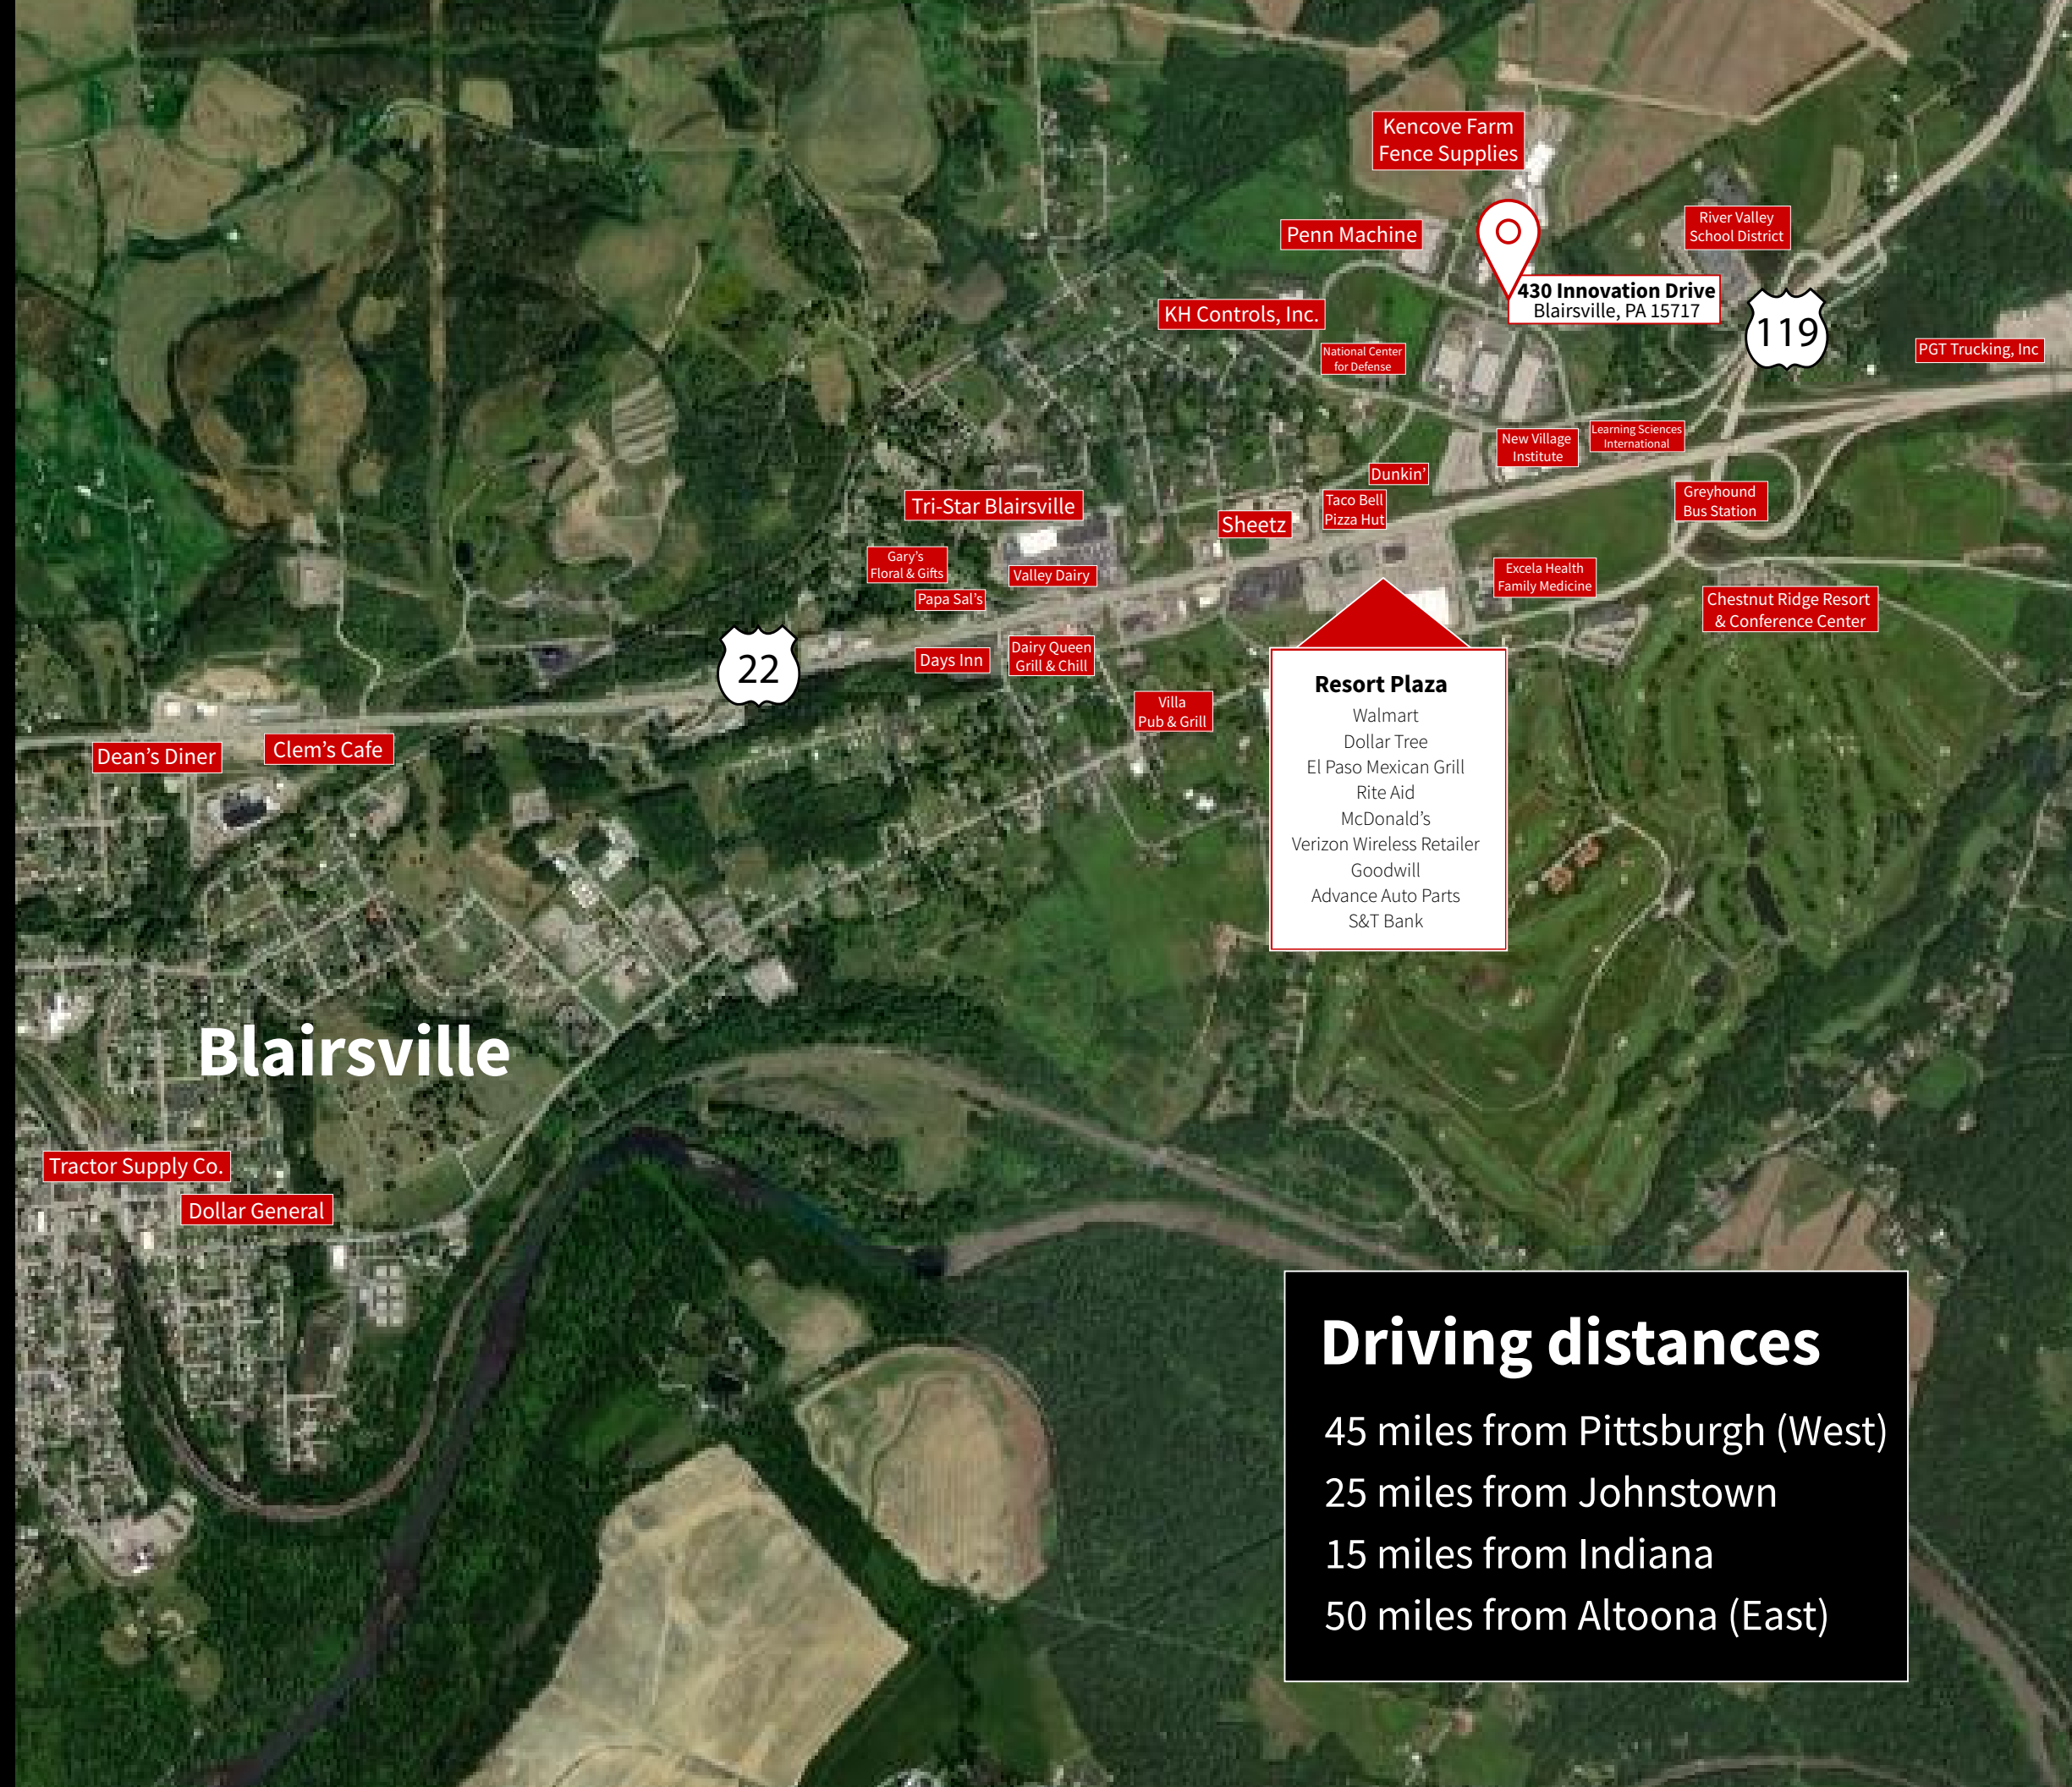 Kencove Farm
Fence Supplies
Penn Machine
River Valley
School District
430 Innovation Drive
Blairsville, PA 15717
KH Controls, Inc.
119
National Center
for Defense
PGT Trucking, Inc
New Village
Institute
Learning Sciences
International
Dunkin’
Taco Bell
Pizza Hut
Greyhound
Bus Station
Tri-Star Blairsville
Sheetz
Gary’s
Floral & Gifts
Valley Dairy
Papa Sal’s
Excela Health
Family Medicine
Chestnut Ridge Resort
& Conference Center
22
Days Inn
Dairy Queen
Grill & Chill
Villa
Pub & Grill
Dean’s Diner
Clem’s Cafe
Resort Plaza
Walmart
Dollar Tree
El Paso Mexican Grill
Rite Aid
McDonald’s
Verizon Wireless Retailer
Goodwill
Advance Auto Parts
S&T Bank
Blairsville
Tractor Supply Co.
Dollar General
Driving distances
45 miles from Pittsburgh (West)
25 miles from Johnstown
15 miles from Indiana
50 miles from Altoona (East)